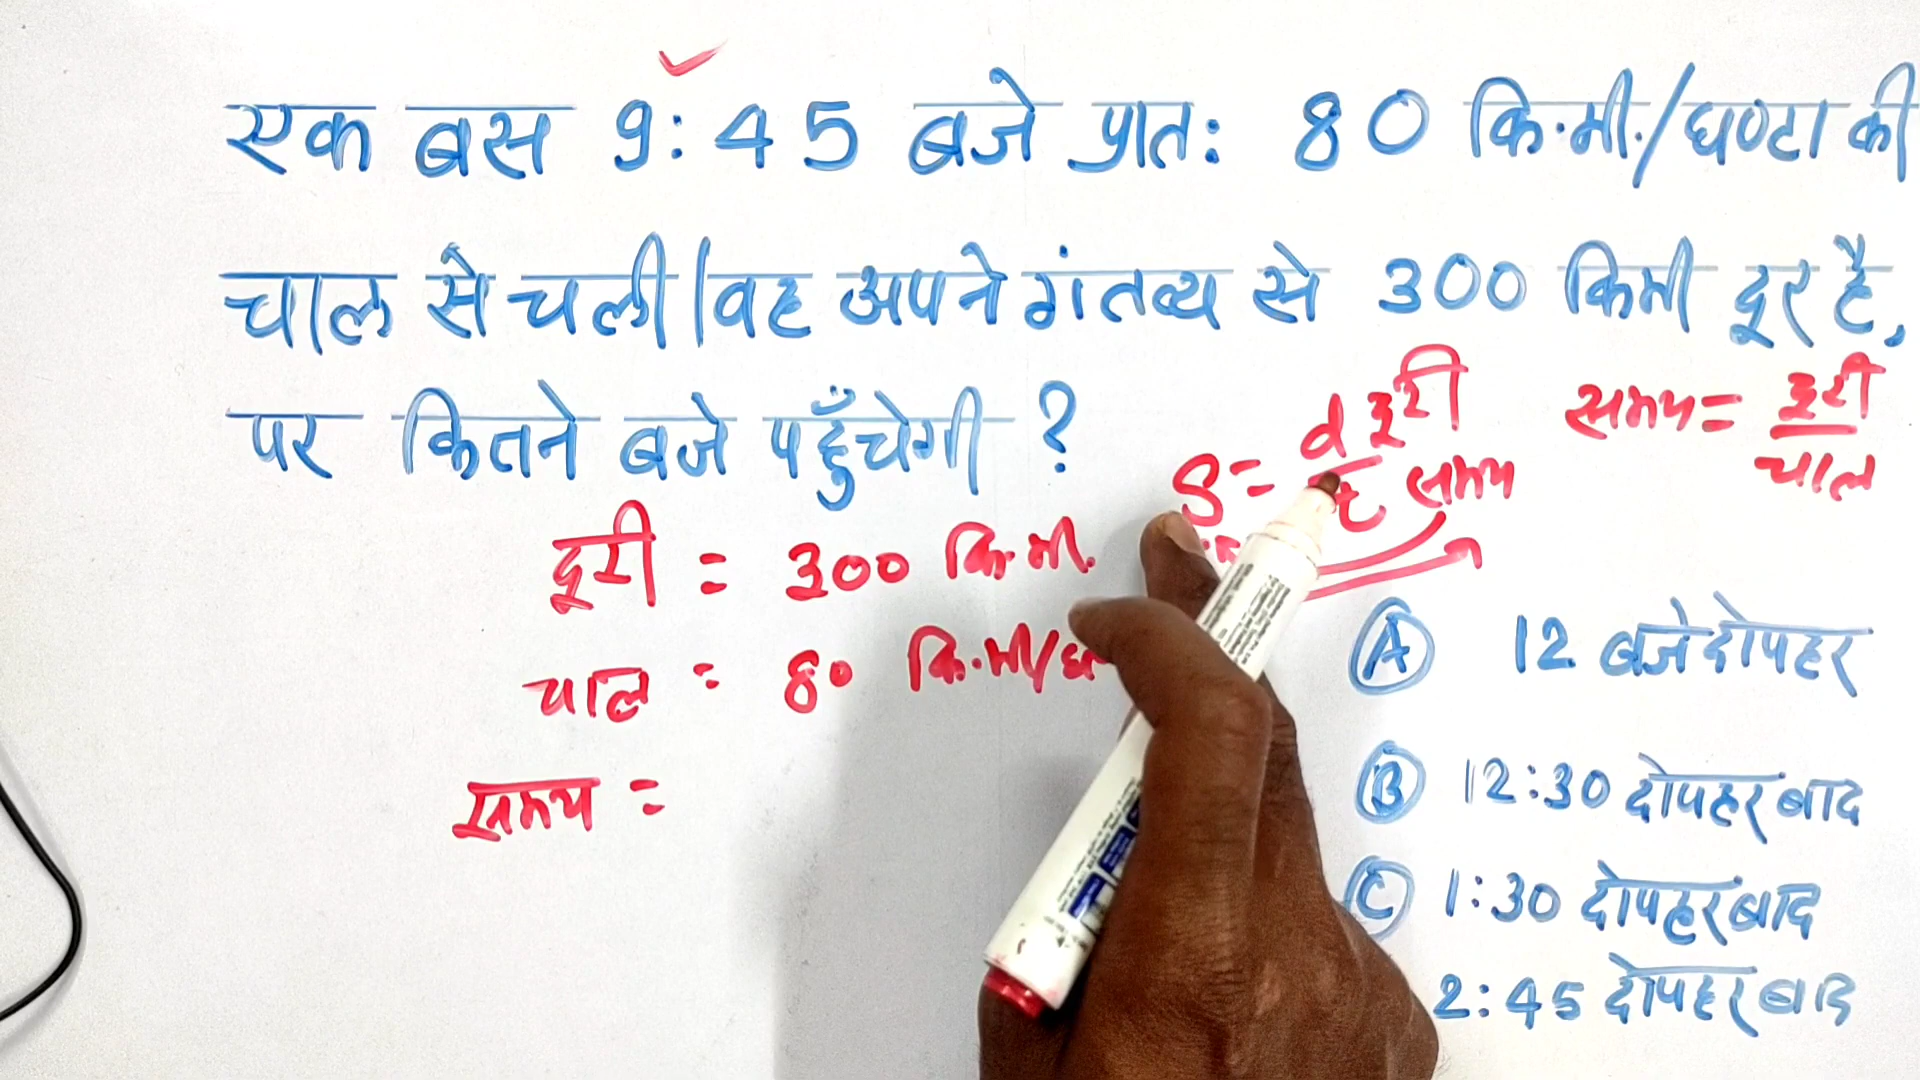 एक बस 9:45 बजे प्रातः 80 कि.मी./घण्टा की
चाल से चली। वह अपने गंतव्य से 300 किमी दूर है,
पर कितने बजे पहुँचेगी ?
S = d दूरी
t समय
समय = दूरी
चाल
दूरी = 300 कि.मी.
चाल = 80 कि.मी/घ
समय =
(A) 12 बजे दोपहर
(B) 12:30 दोपहर बाद
(C) 1:30 दोपहर बाद
2:45 दोपहर बाद